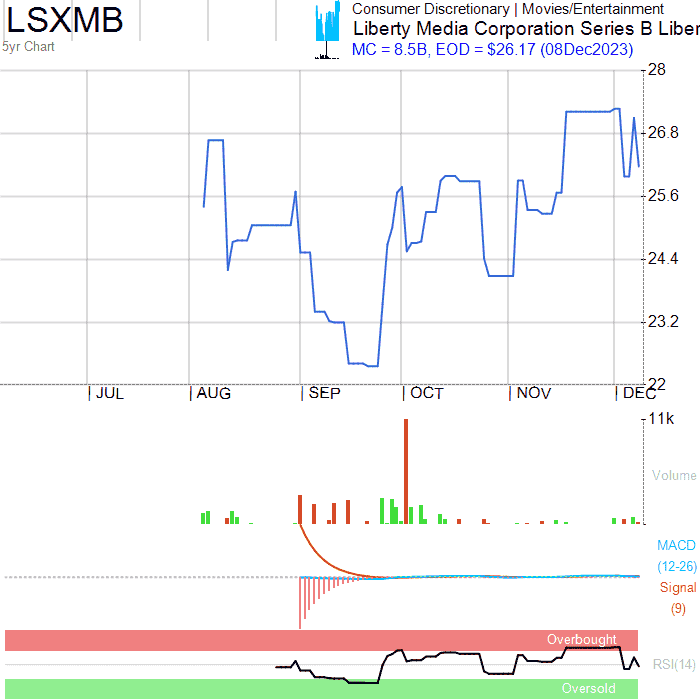 LSXMB
5yr Chart
Consumer Discretionary | Movies/Entertainment
Liberty Media Corporation Series B Liber
MC = 8.5B, EOD = $26.17 (08Dec2023)
28
26.8
25.6
24.4
23.2
22
JUL AUG SEP OCT NOV DEC
11k
Volume
MACD
(12-26)
Signal
(9)
Overbought
RSI(14)
Oversold